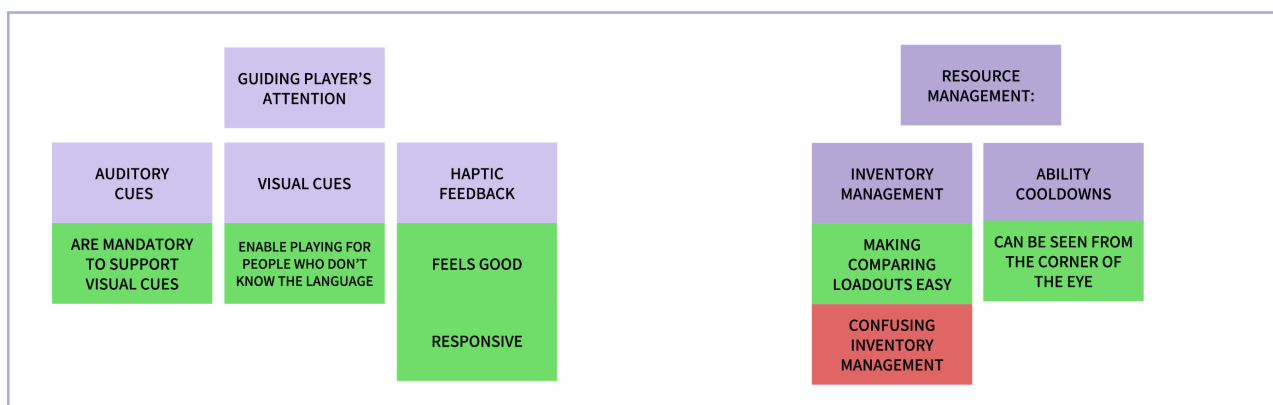 GUIDING PLAYER'S
ATTENTION
AUDITORY
CUES
ARE MANDATORY
TO SUPPORT
VISUAL CUES
VISUAL CUES
ENABLE PLAYING FOR
PEOPLE WHO DON'T
KNOW THE LANGUAGE
HAPTIC
FEEDBACK
FEELS GOOD
RESPONSIVE
RESOURCE
MANAGEMENT:
INVENTORY
MANAGEMENT
MAKING
COMPARING
LOADOUTS EASY
CONFUSING
INVENTORY
MANAGEMENT
ABILITY
COOLDOWNS
CAN BE SEEN FROM
THE CORNER OF
THE EYE